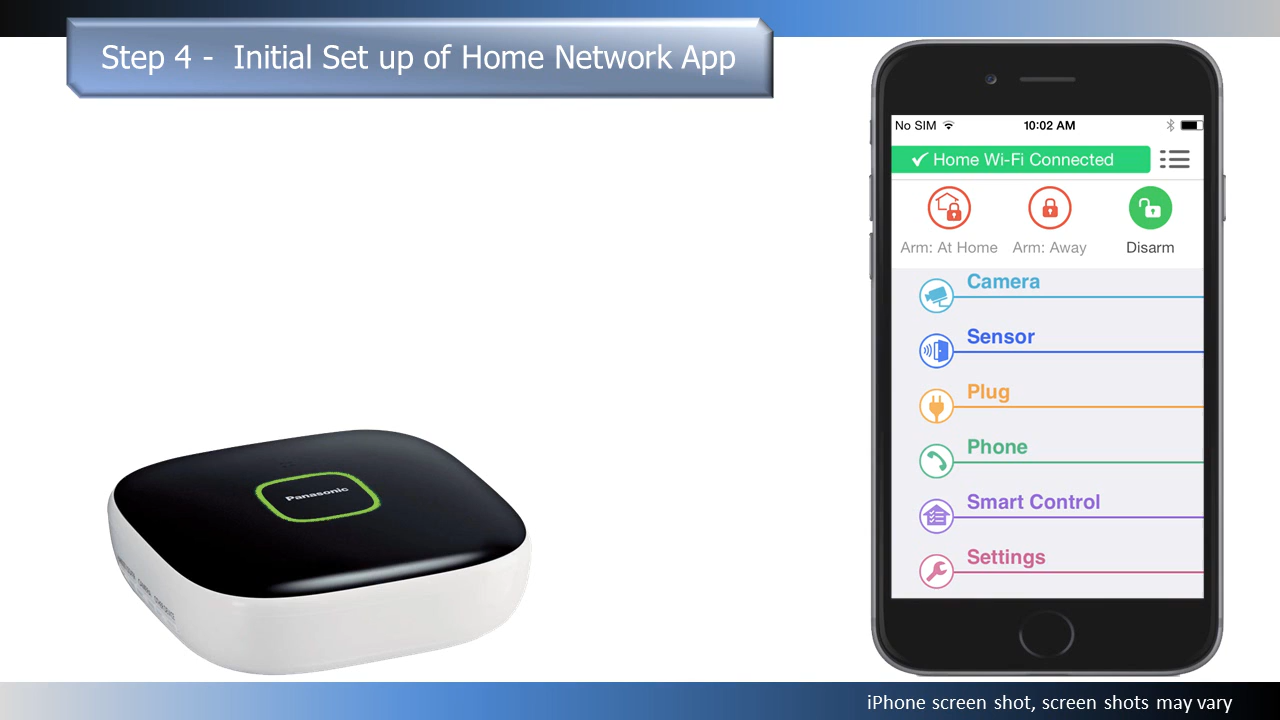 Step 4 - Initial Set up of Home Network App
No SIM 10:02 AM
Home Wi-Fi Connected
Arm: At Home Arm: Away Disarm
Camera
Sensor
Plug
Phone
Smart Control
Settings
Panasonic
iPhone screen shot, screen shots may vary